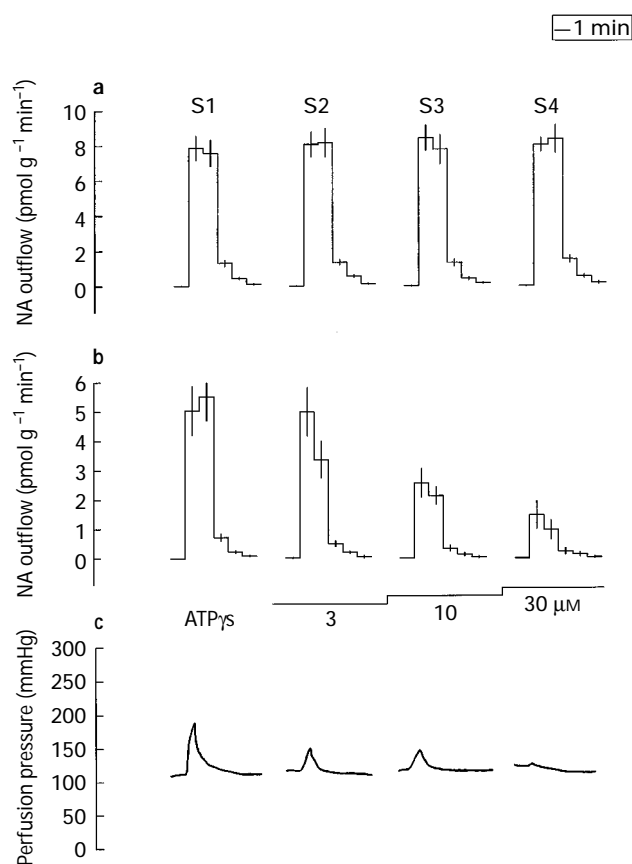 1 min
a
NA outflow (pmol g⁻¹ min⁻¹)
S1 S2 S3 S4
10
8
6
4
2
0
b
NA outflow (pmol g⁻¹ min⁻¹)
6
5
4
3
2
1
0
ATPγs 3 10 30 μM
c
Perfusion pressure (mmHg)
300
250
200
150
100
50
0